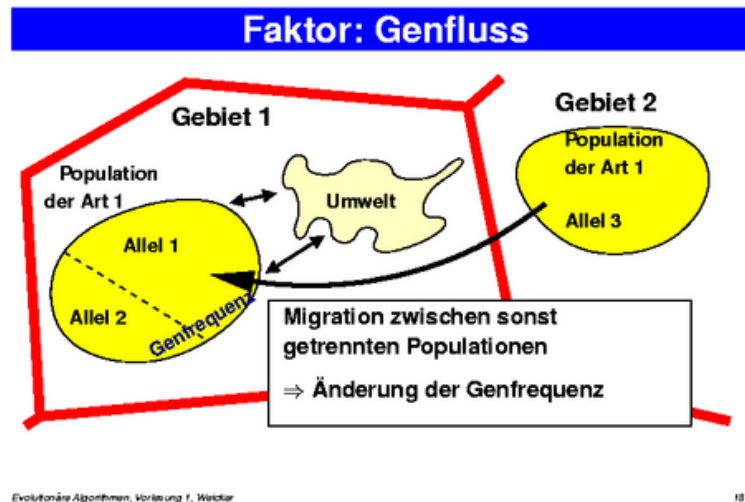 Faktor: Genfluss
Gebiet 1
Gebiet 2
Population
der Art 1
Umwelt
Population
der Art 1
Allel 3
Allel 1
Allel 2
Genfrequenz
Migration zwischen sonst
getrennten Populationen
⇒ Änderung der Genfrequenz
Evolutionäre Algorithmen, Vorlesung 1, Weicker